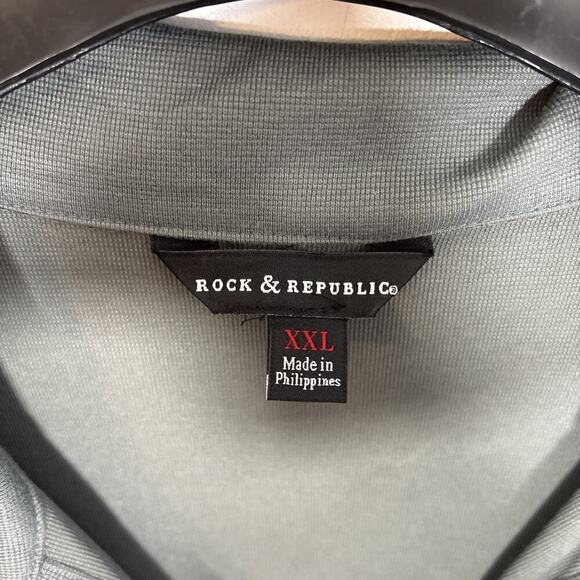 ROCK & REPUBLIC®
XXL
Made in
Philippines